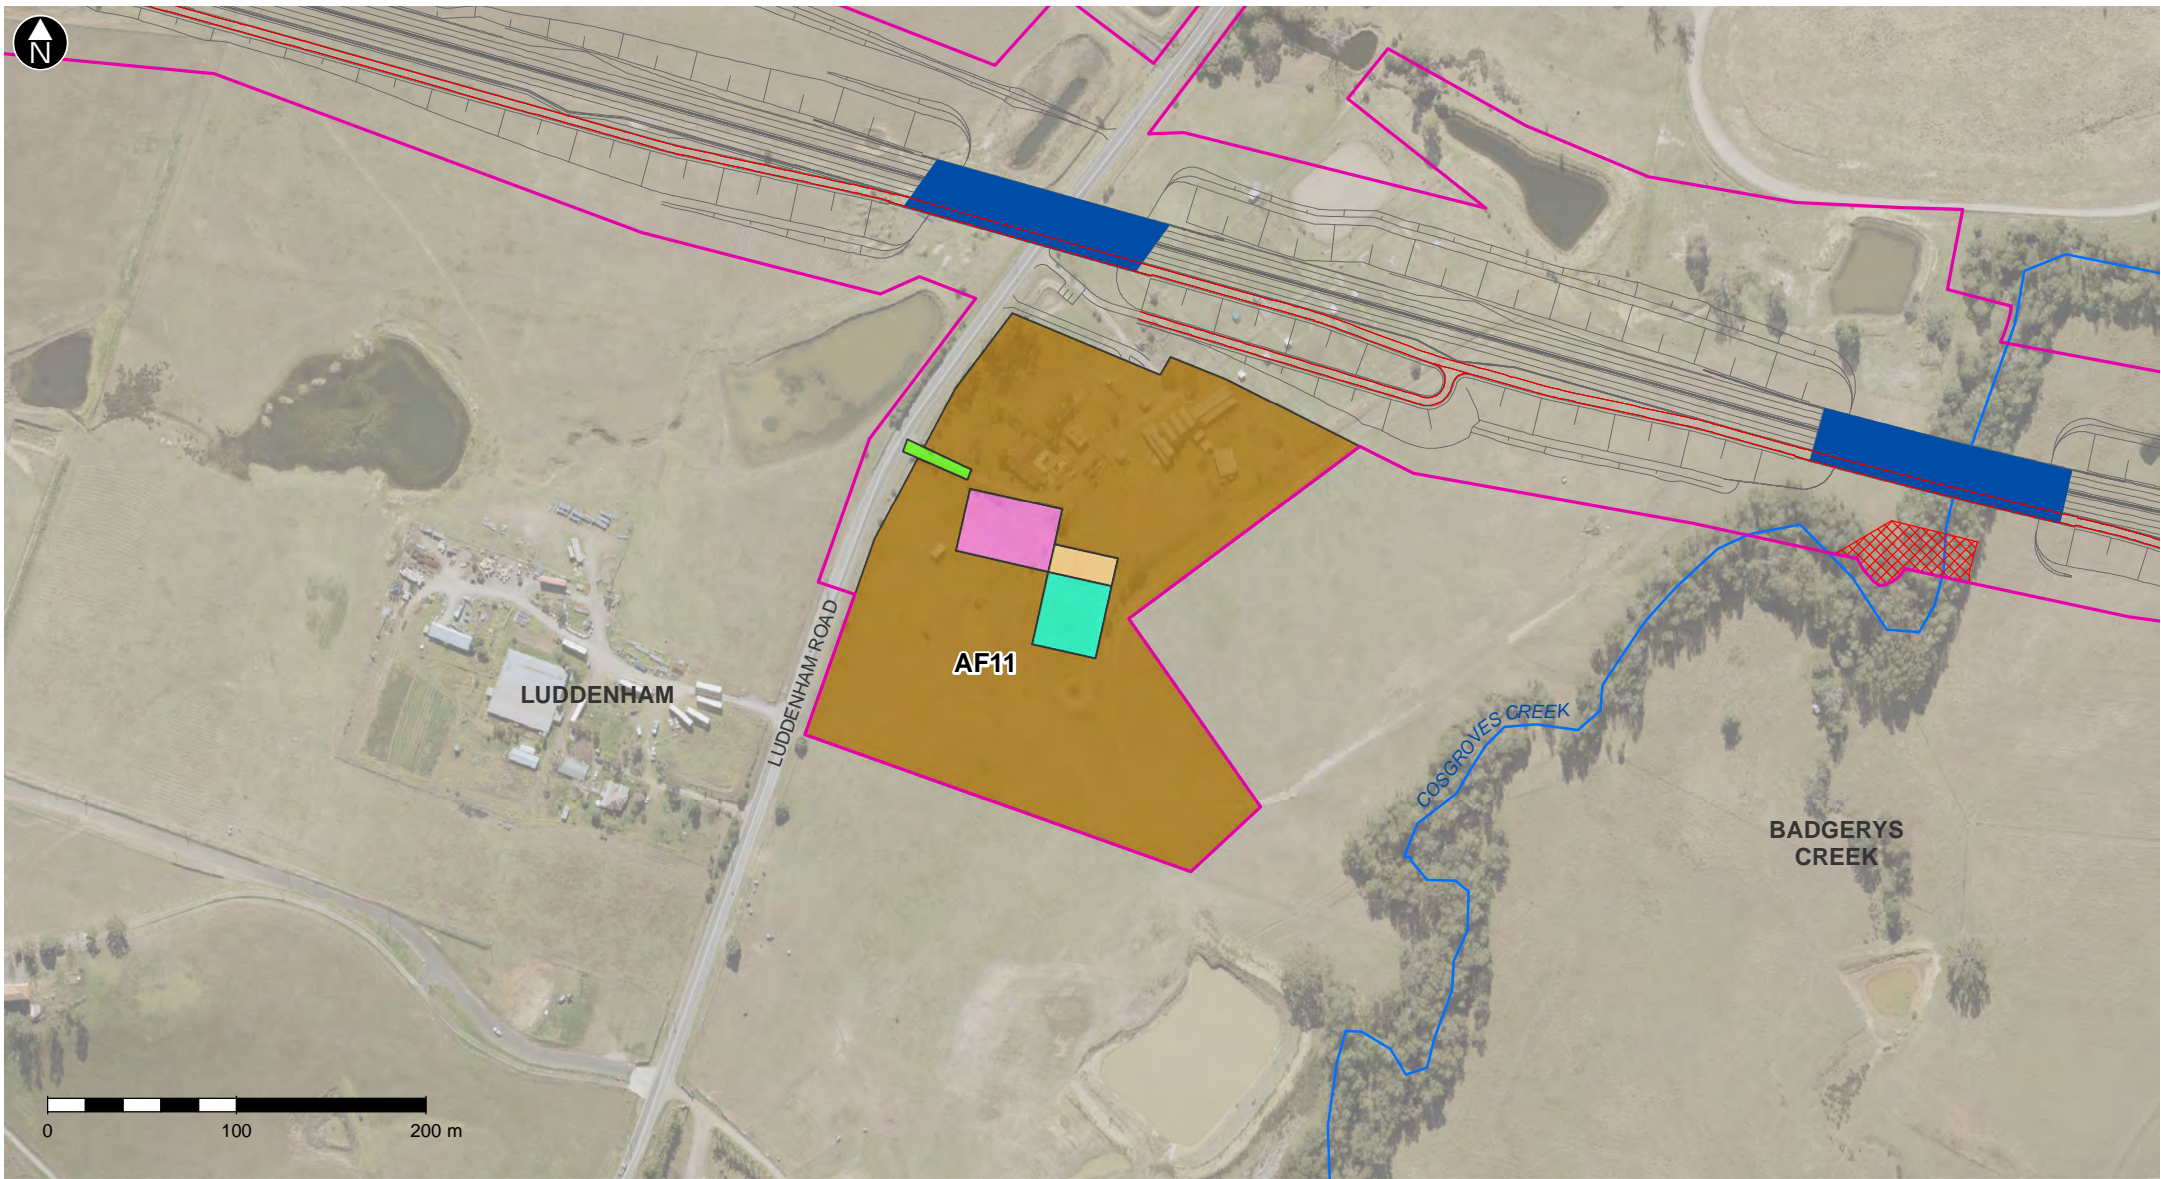 N
LUDDENHAM ROAD
AF11
LUDDENHAM
COSGROVES CREEK
BADGERYS
CREEK
0 100 200 m